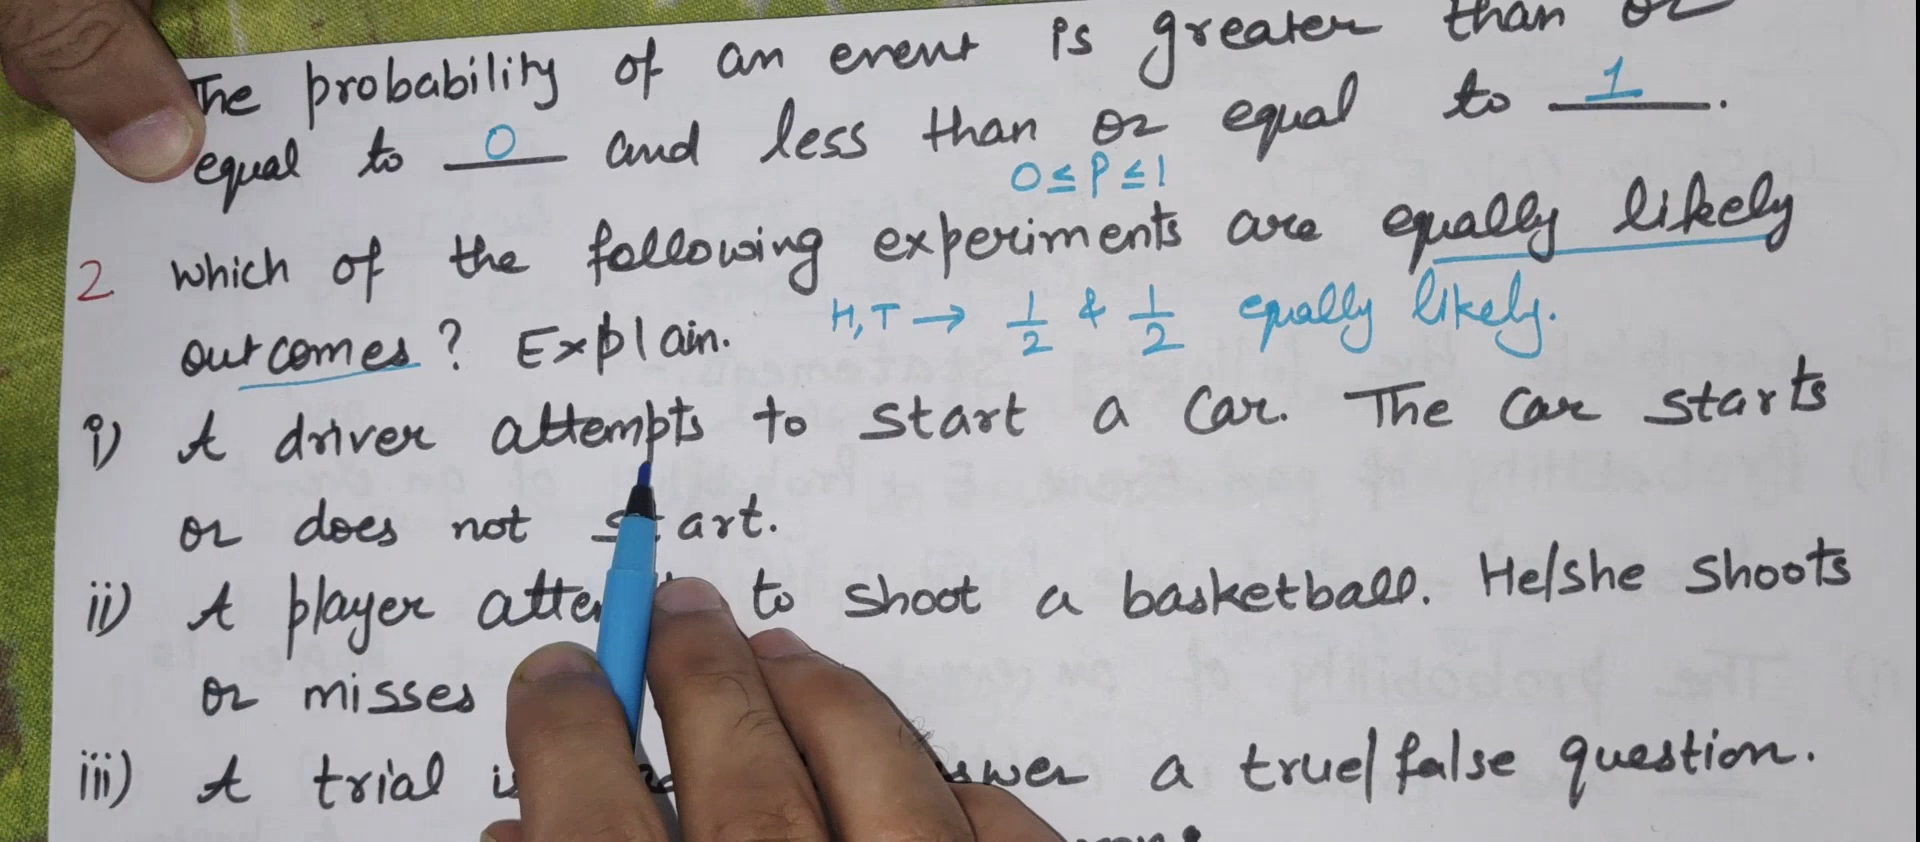 The probability of an event is greater than or
equal to 0 and less than or equal to 1.
0 ≤ P ≤ 1
2 which of the following experiments are equally likely
outcomes? Explain. H,T → 1/2 & 1/2 equally likely.
i) A driver attempts to start a car. The car starts
or does not start.
ii) A player to shoot a basketball. He/she shoots
or misses
iii) A trial a true/false question.